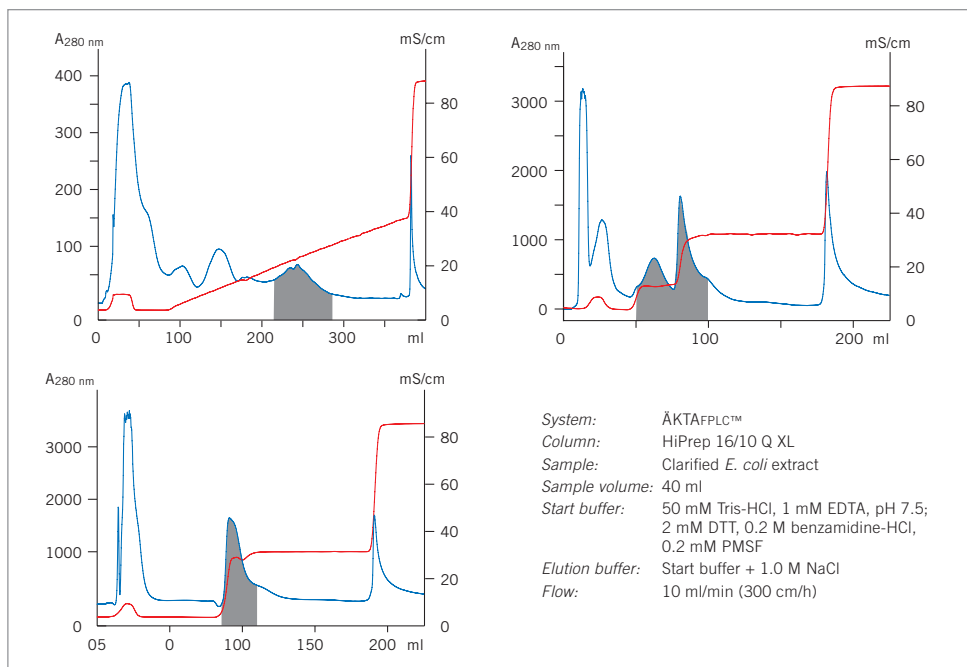 A280 nm mS/cm
400
300
200
100
0
80
60
40
20
0
0 100 200 300 ml
A280 nm mS/cm
3000
2000
1000
0
80
60
40
20
0
0 100 200 ml
A280 nm mS/cm
3000
2000
1000
0
80
60
40
20
0
05 0 100 150 200 ml
System: ÄKTAFPLC™
Column: HiPrep 16/10 Q XL
Sample: Clarified E. coli extract
Sample volume: 40 ml
Start buffer: 50 mM Tris-HCl, 1 mM EDTA, pH 7.5;
2 mM DTT, 0.2 M benzamidine-HCl,
0.2 mM PMSF
Elution buffer: Start buffer + 1.0 M NaCl
Flow: 10 ml/min (300 cm/h)